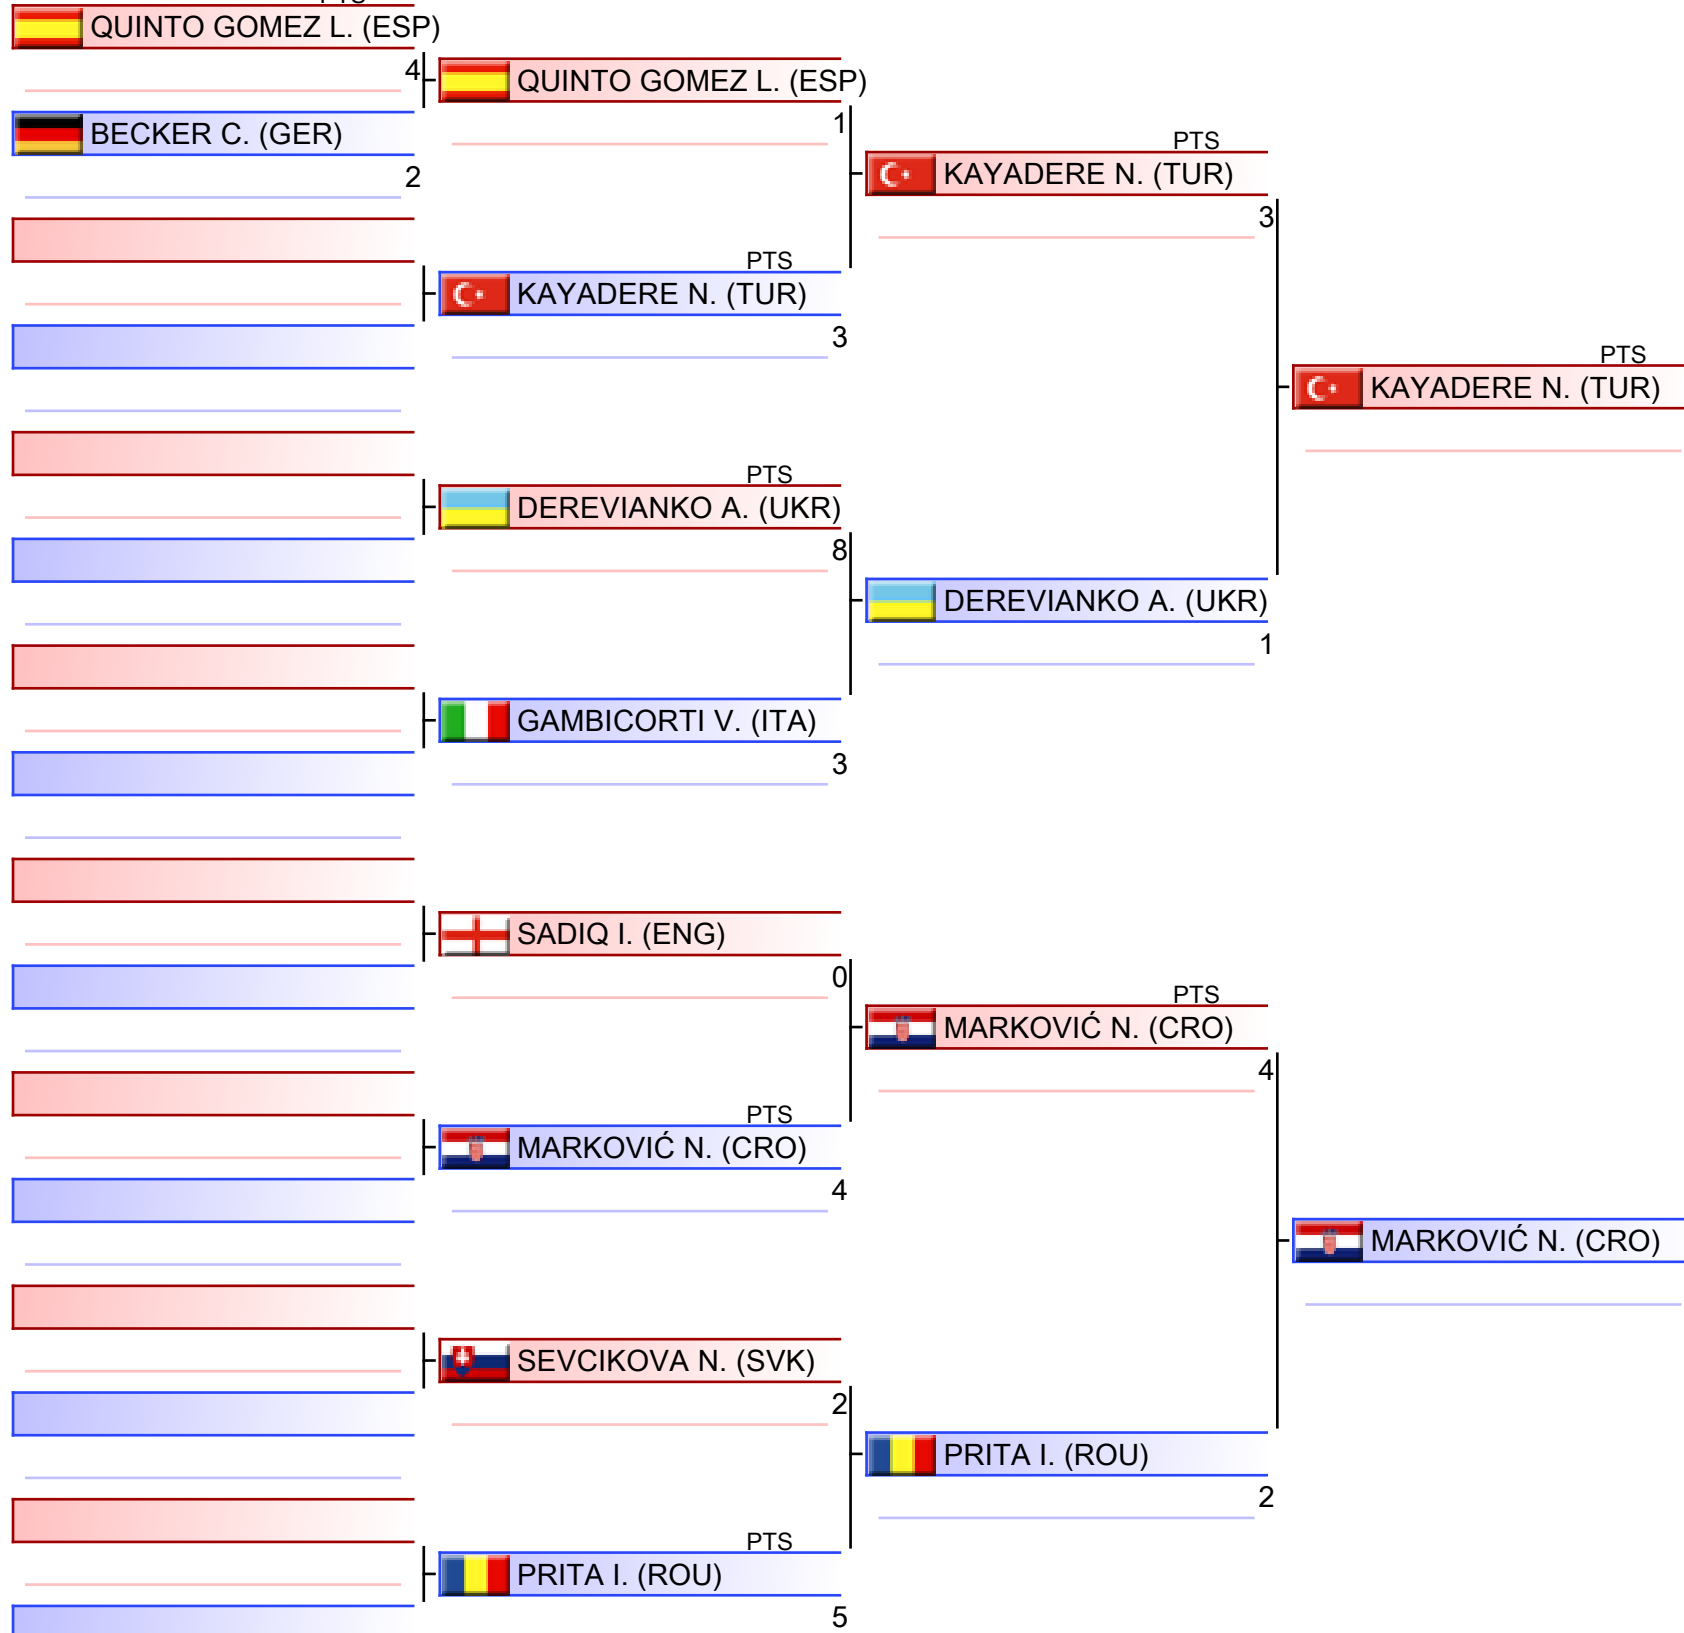 PTS
QUINTO GOMEZ L. (ESP)
4
BECKER C. (GER)
2
QUINTO GOMEZ L. (ESP)
1
PTS
KAYADERE N. (TUR)
3
PTS
DEREVIANKO A. (UKR)
8
GAMBICORTI V. (ITA)
3
SADIQ I. (ENG)
0
PTS
MARKOVIĆ N. (CRO)
4
SEVCIKOVA N. (SVK)
2
PTS
PRITA I. (ROU)
5
PTS
KAYADERE N. (TUR)
3
DEREVIANKO A. (UKR)
1
PTS
MARKOVIĆ N. (CRO)
4
PRITA I. (ROU)
2
PTS
KAYADERE N. (TUR)
MARKOVIĆ N. (CRO)